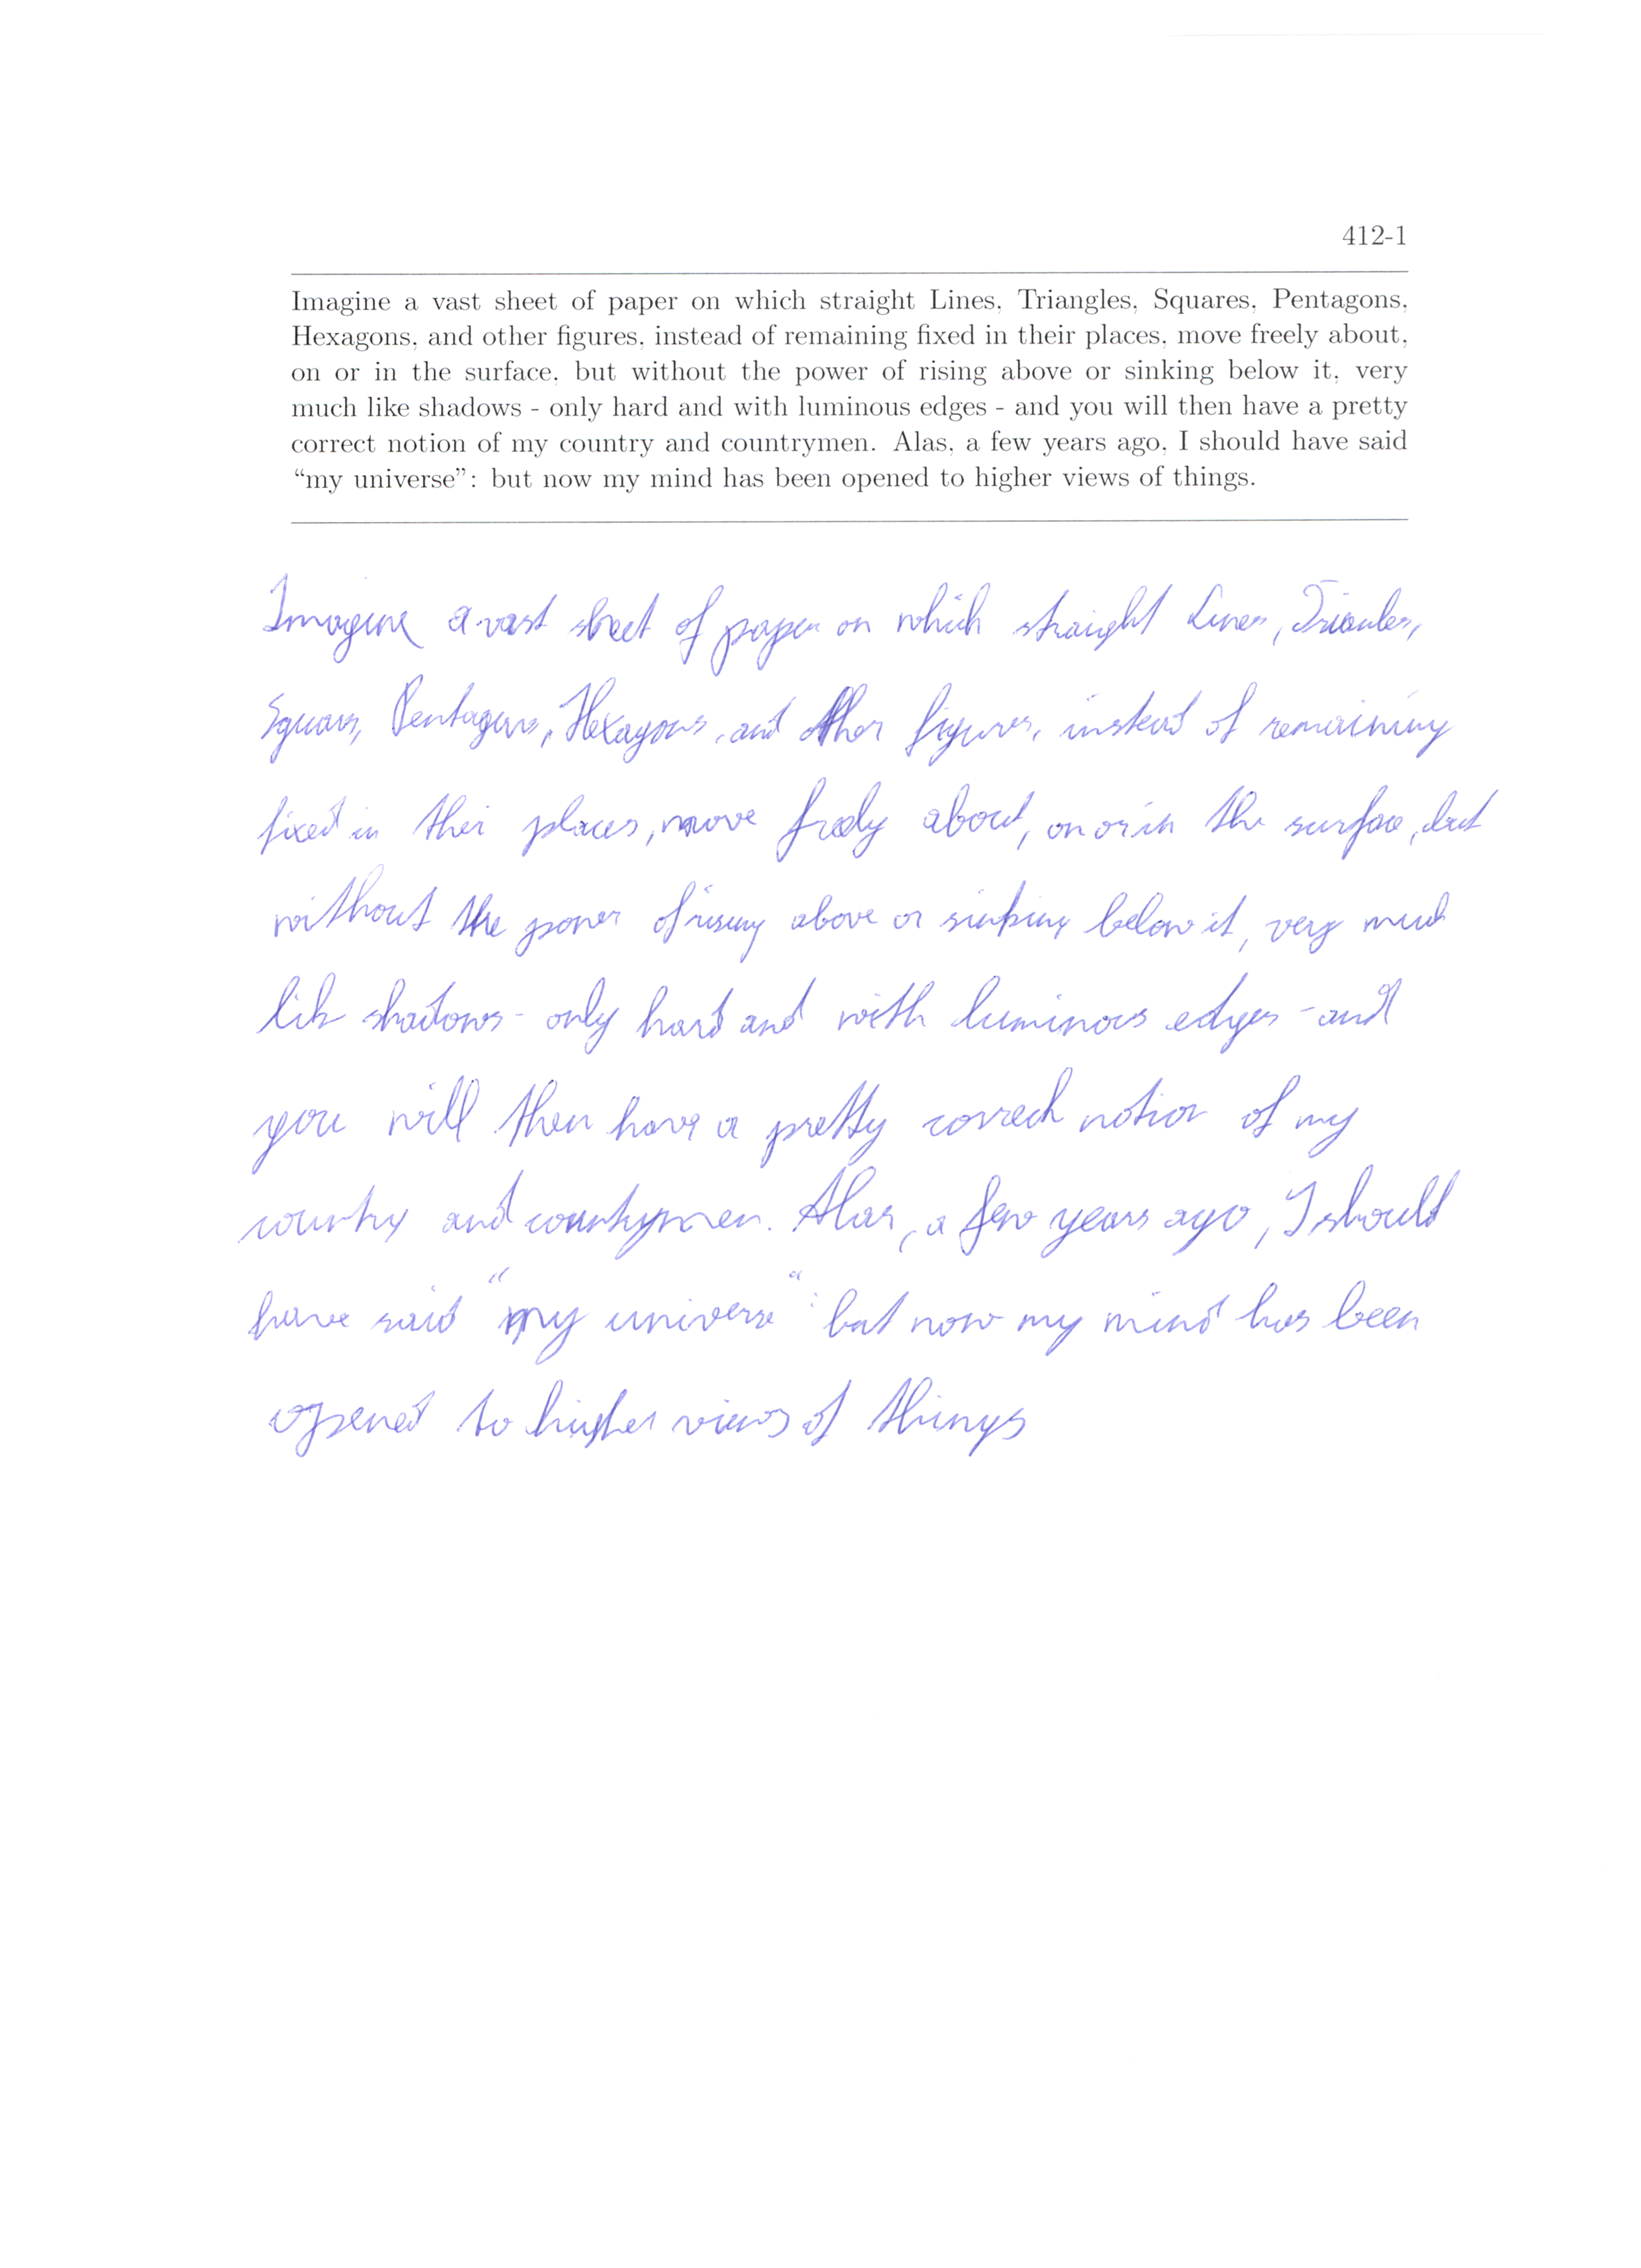 412-1
Imagine a vast sheet of paper on which straight Lines, Triangles, Squares, Pentagons,
Hexagons, and other figures, instead of remaining fixed in their places, move freely about,
on or in the surface, but without the power of rising above or sinking below it, very
much like shadows - only hard and with luminous edges - and you will then have a pretty
correct notion of my country and countrymen. Alas, a few years ago, I should have said
“my universe”: but now my mind has been opened to higher views of things.
Imagine a vast sheet of paper on which straight Lines, Trianles,
Squars, Pentagons, Hexagons, and other figures, instead of remaining
fixed in thei places, move freely about, on or in the surface, but
without the power of rising above or sinking below it, very much
like shadows - only hard and with luminous edges - and
you will then have a pretty correch notion of my
country and countrymen. Alas, a few years ago, I should
have said "my universe": but now my mind has been
opened to higher views of things